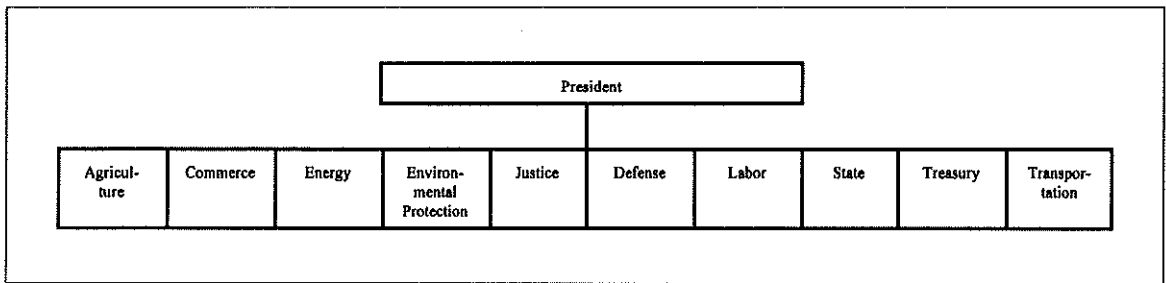 President
Agricul-
ture
Commerce
Energy
Environ-
mental
Protection
Justice
Defense
Labor
State
Treasury
Transpor-
tation